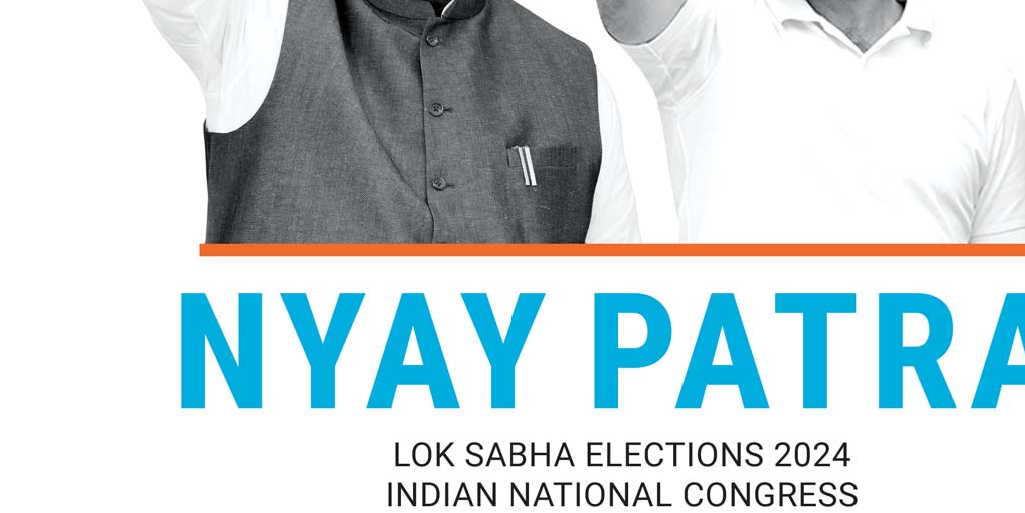 NYAY PATRA
LOK SABHA ELECTIONS 2024
INDIAN NATIONAL CONGRESS